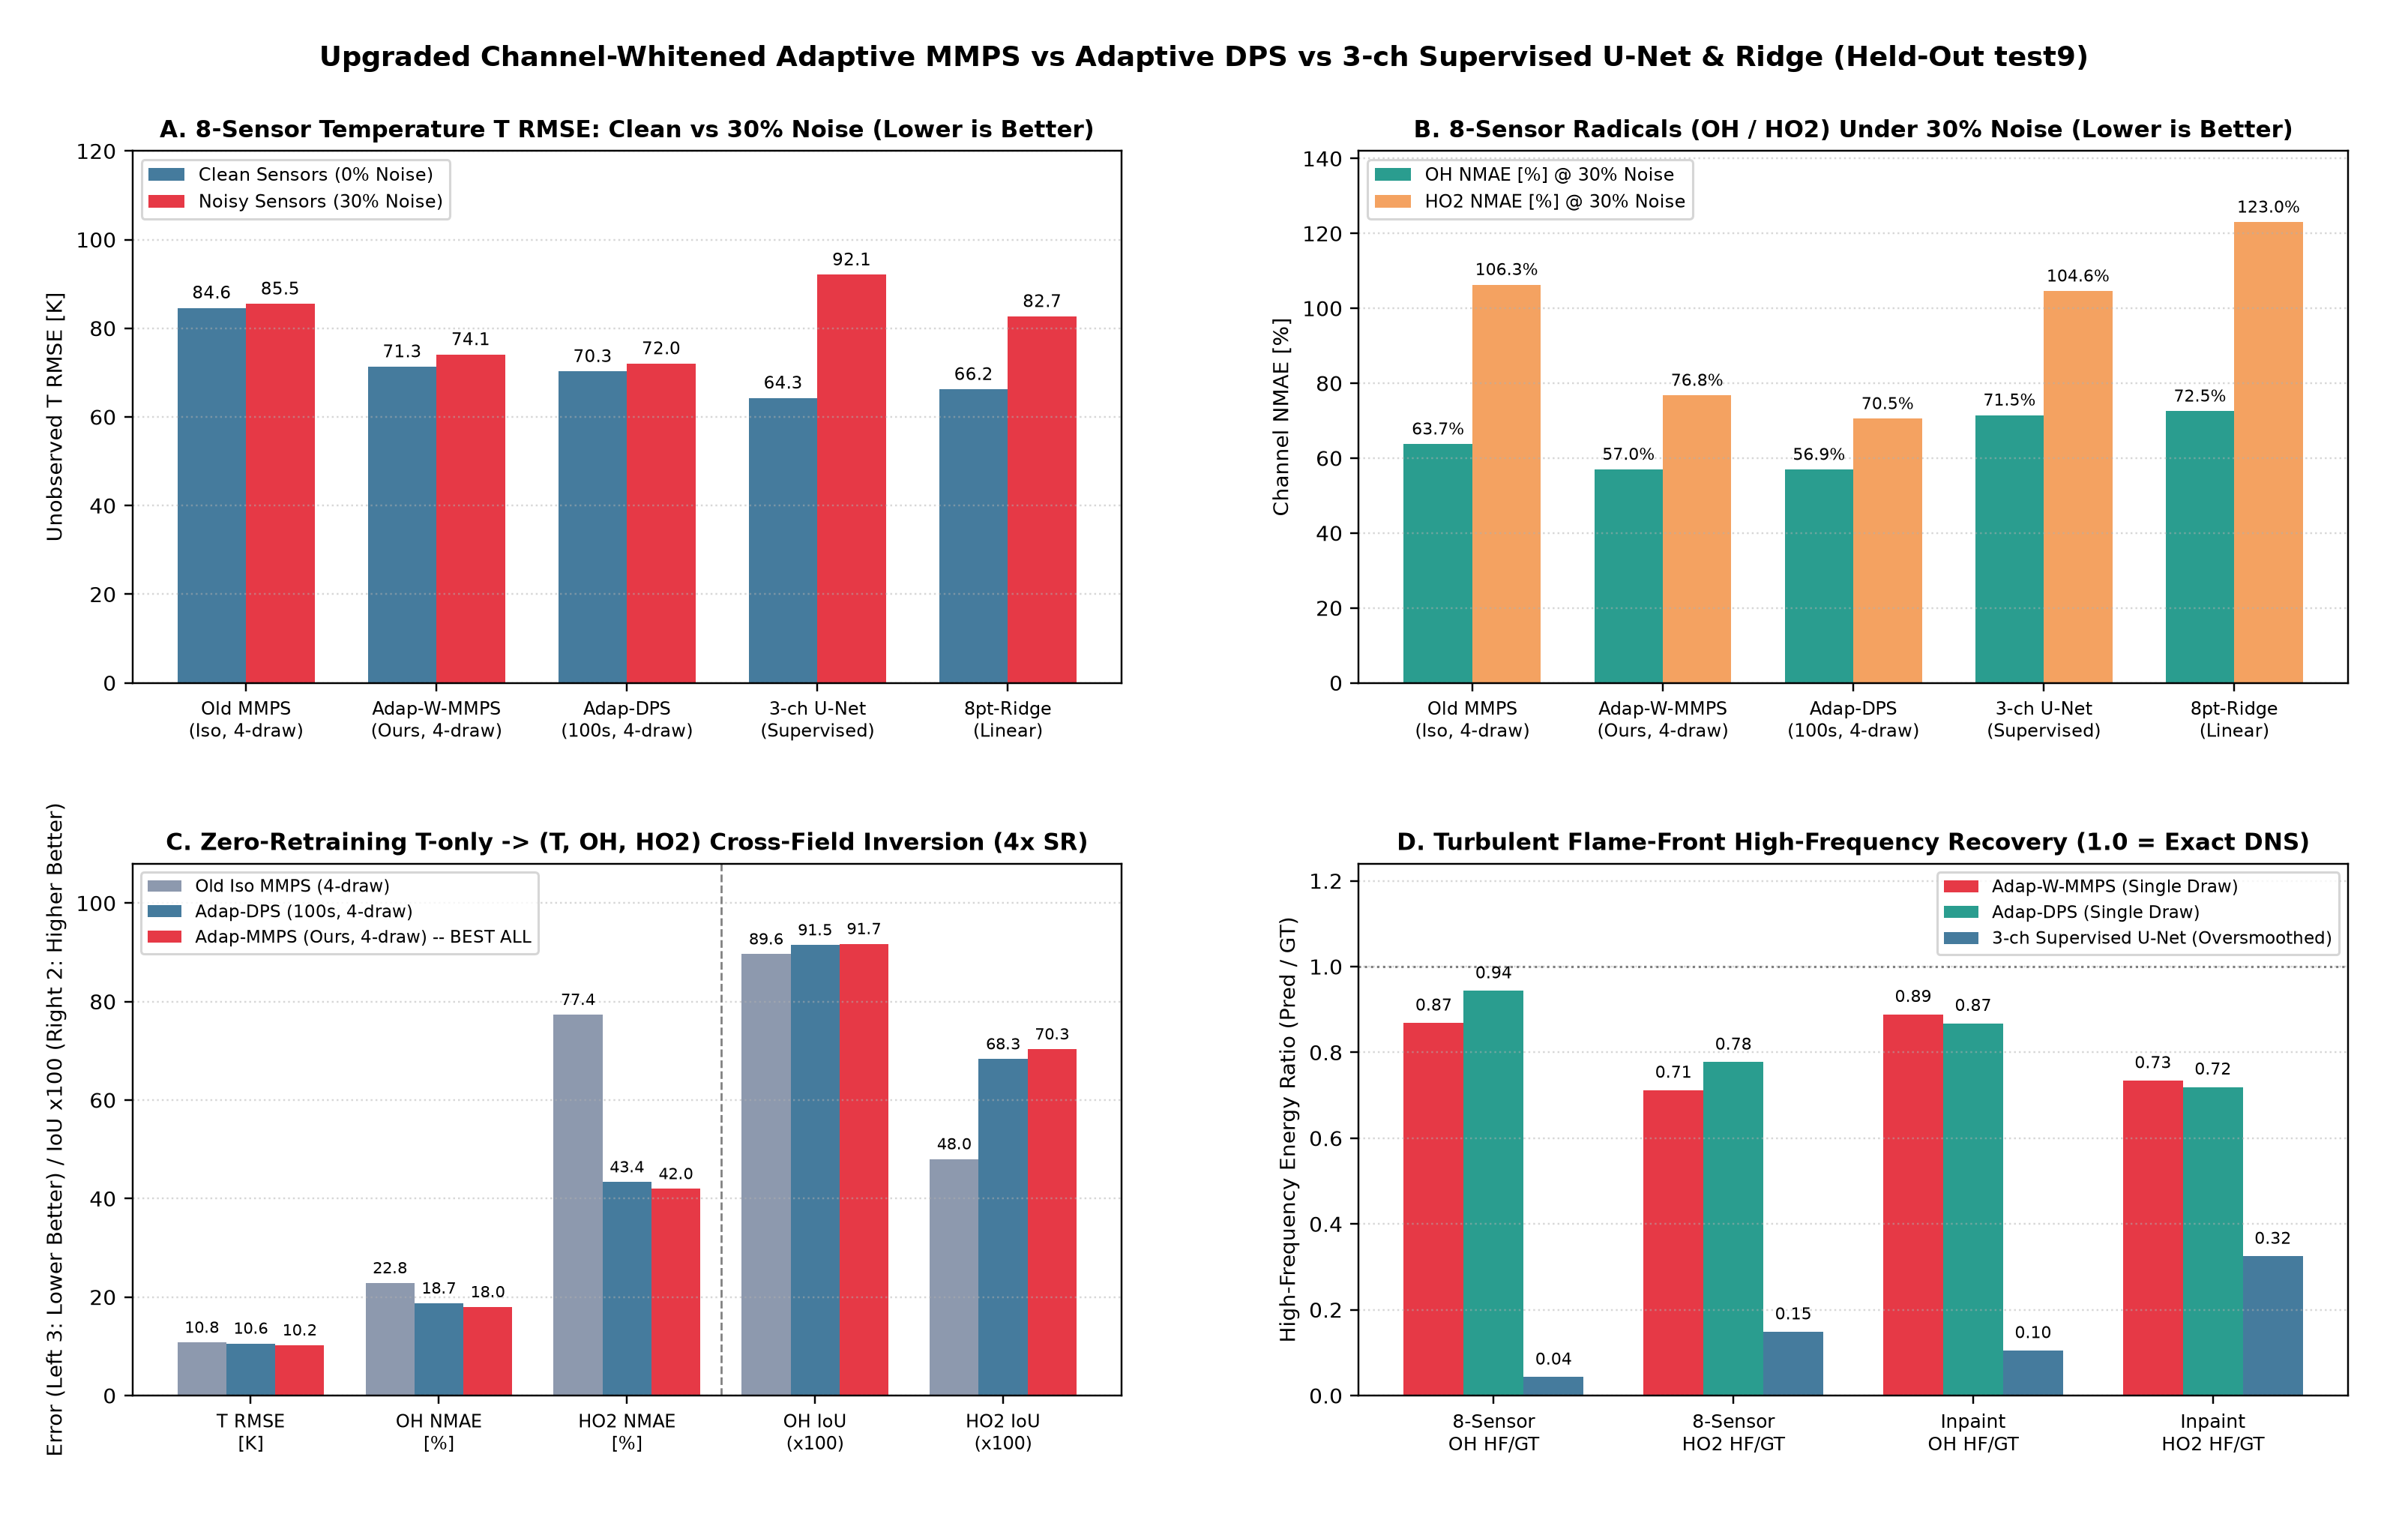 Upgraded Channel-Whitened Adaptive MMPS vs Adaptive DPS vs 3-ch Supervised U-Net & Ridge (Held-Out test9)
A. 8-Sensor Temperature T RMSE: Clean vs 30% Noise (Lower is Better)
Unobserved T RMSE [K]
120
100
80
60
40
20
0
Clean Sensors (0% Noise)
Noisy Sensors (30% Noise)
84.6
85.5
71.3
74.1
70.3
72.0
64.3
92.1
66.2
82.7
Old MMPS
(Iso, 4-draw)
Adap-W-MMPS
(Ours, 4-draw)
Adap-DPS
(100s, 4-draw)
3-ch U-Net
(Supervised)
8pt-Ridge
(Linear)
B. 8-Sensor Radicals (OH / HO2) Under 30% Noise (Lower is Better)
Channel NMAE [%]
140
120
100
80
60
40
20
0
OH NMAE [%] @ 30% Noise
HO2 NMAE [%] @ 30% Noise
63.7%
106.3%
57.0%
76.8%
56.9%
70.5%
71.5%
104.6%
72.5%
123.0%
Old MMPS
(Iso, 4-draw)
Adap-W-MMPS
(Ours, 4-draw)
Adap-DPS
(100s, 4-draw)
3-ch U-Net
(Supervised)
8pt-Ridge
(Linear)
C. Zero-Retraining T-only -> (T, OH, HO2) Cross-Field Inversion (4x SR)
Error (Left 3: Lower Better) / IoU x100 (Right 2: Higher Better)
100
80
60
40
20
0
Old Iso MMPS (4-draw)
Adap-DPS (100s, 4-draw)
Adap-MMPS (Ours, 4-draw) -- BEST ALL
10.8
10.6
10.2
22.8
18.7
18.0
77.4
43.4
42.0
89.6
91.5
91.7
48.0
68.3
70.3
T RMSE
[K]
OH NMAE
[%]
HO2 NMAE
[%]
OH IoU
(x100)
HO2 IoU
(x100)
D. Turbulent Flame-Front High-Frequency Recovery (1.0 = Exact DNS)
High-Frequency Energy Ratio (Pred / GT)
1.2
1.0
0.8
0.6
0.4
0.2
0.0
Adap-W-MMPS (Single Draw)
Adap-DPS (Single Draw)
3-ch Supervised U-Net (Oversmoothed)
0.87
0.94
0.04
0.71
0.78
0.15
0.89
0.87
0.10
0.73
0.72
0.32
8-Sensor
OH HF/GT
8-Sensor
HO2 HF/GT
Inpaint
OH HF/GT
Inpaint
HO2 HF/GT